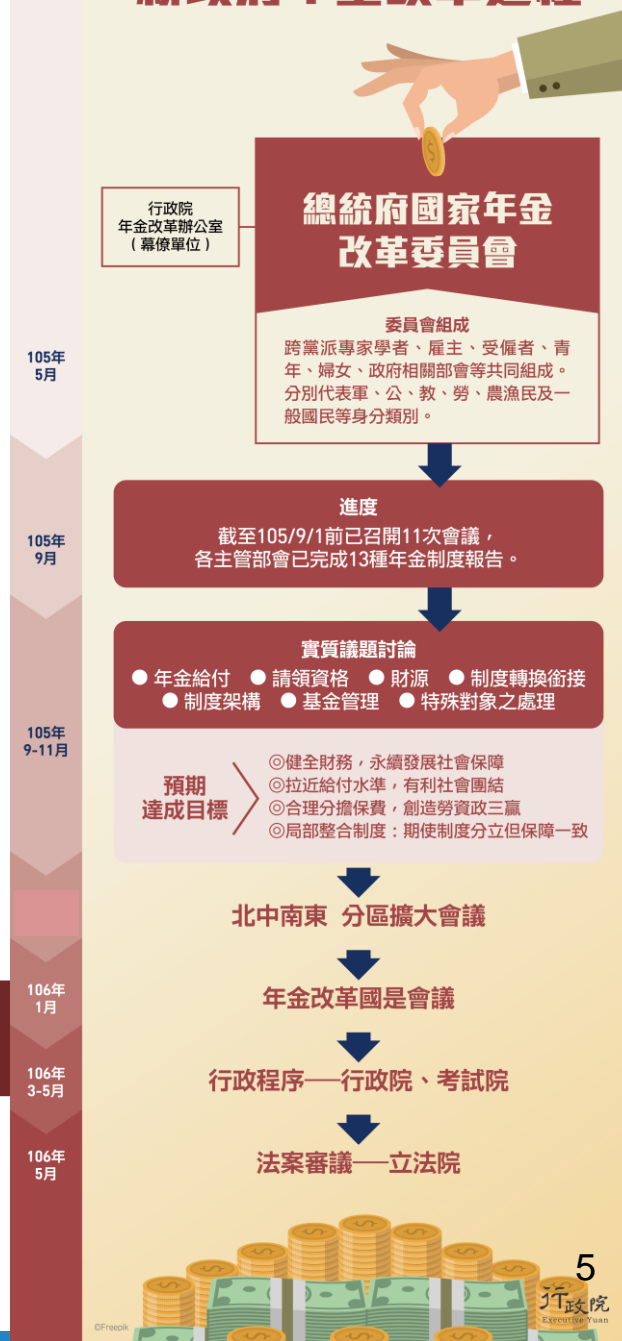 行政院
年金改革辦公室
(幕僚單位)
總統府國家年金
改革委員會
委員會組成
跨黨派專家學者、雇主、受僱者、青
年、婦女、政府相關部會等共同組成。
分別代表軍、公、教、勞、農漁民及一
般國民等身分類別。
105年
5月
進度
截至105/9/1前已召開11次會議，
各主管部會已完成13種年金制度報告。
105年
9月
實質議題討論
● 年金給付 ● 請領資格 ● 財源 ● 制度轉換銜接
● 制度架構 ● 基金管理 ● 特殊對象之處理
105年
9-11月
預期
達成目標
◎健全財務，永續發展社會保障
◎拉近給付水準，有利社會團結
◎合理分擔保費，創造勞資政三贏
◎局部整合制度：期使制度分立但保障一致
北中南東 分區擴大會議
106年
1月
年金改革國是會議
106年
3-5月
行政程序——行政院、考試院
106年
5月
法案審議——立法院
5
行政院
Executive Yuan
©Freepik